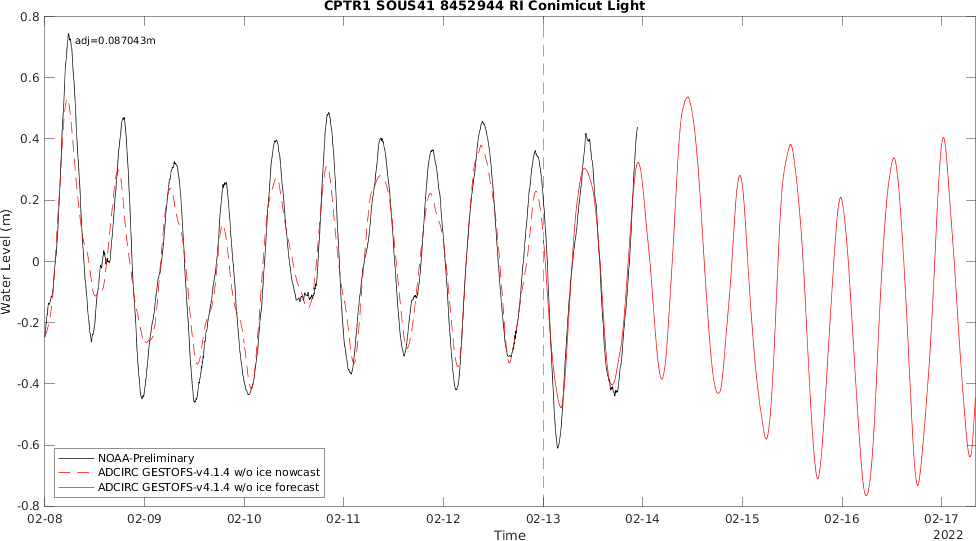 CPTR1 SOUS41 8452944 RI Conimicut Light
adj=0.087043m
0.8
0.6
0.4
0.2
0
-0.2
-0.4
-0.6
-0.8
Water Level (m)
NOAA-Preliminary
ADCIRC GESTOFS-v4.1.4 w/o ice nowcast
ADCIRC GESTOFS-v4.1.4 w/o ice forecast
02-08 02-09 02-10 02-11 02-12 02-13 02-14 02-15 02-16 02-17
Time
2022